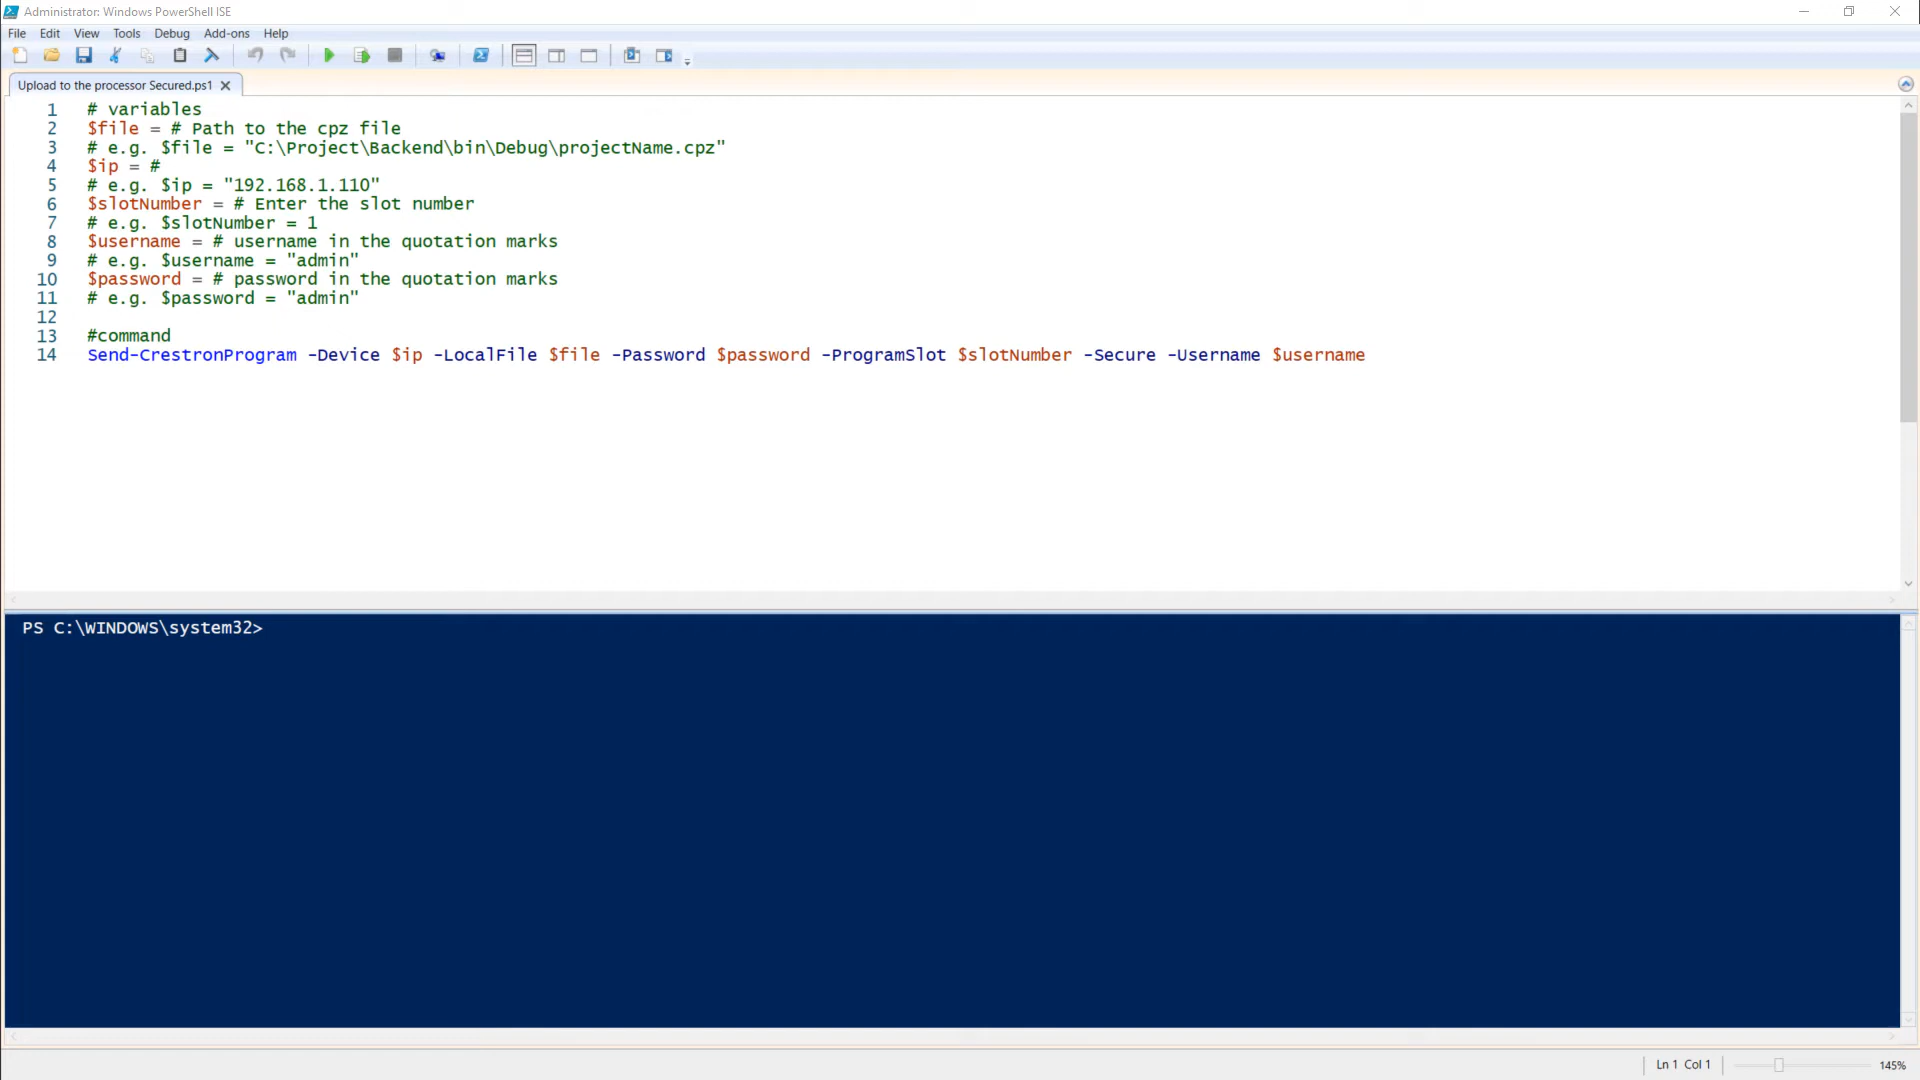 Administrator: Windows PowerShell ISE
File Edit View Tools Debug Add-ons Help
Upload to the processor Secured.ps1
1 # variables
2 $file = # Path to the cpz file
3 # e.g. $file = "C:\Project\Backend\bin\Debug\projectName.cpz"
4 $ip = #
5 # e.g. $ip = "192.168.1.110"
6 $slotNumber = # Enter the slot number
7 # e.g. $slotNumber = 1
8 $username = # username in the quotation marks
9 # e.g. $username = "admin"
10 $password = # password in the quotation marks
11 # e.g. $password = "admin"
12
13 #command
14 Send-CrestronProgram -Device $ip -LocalFile $file -Password $password -ProgramSlot $slotNumber -Secure -Username $username
PS C:\WINDOWS\system32>
Ln 1 Col 1 145%